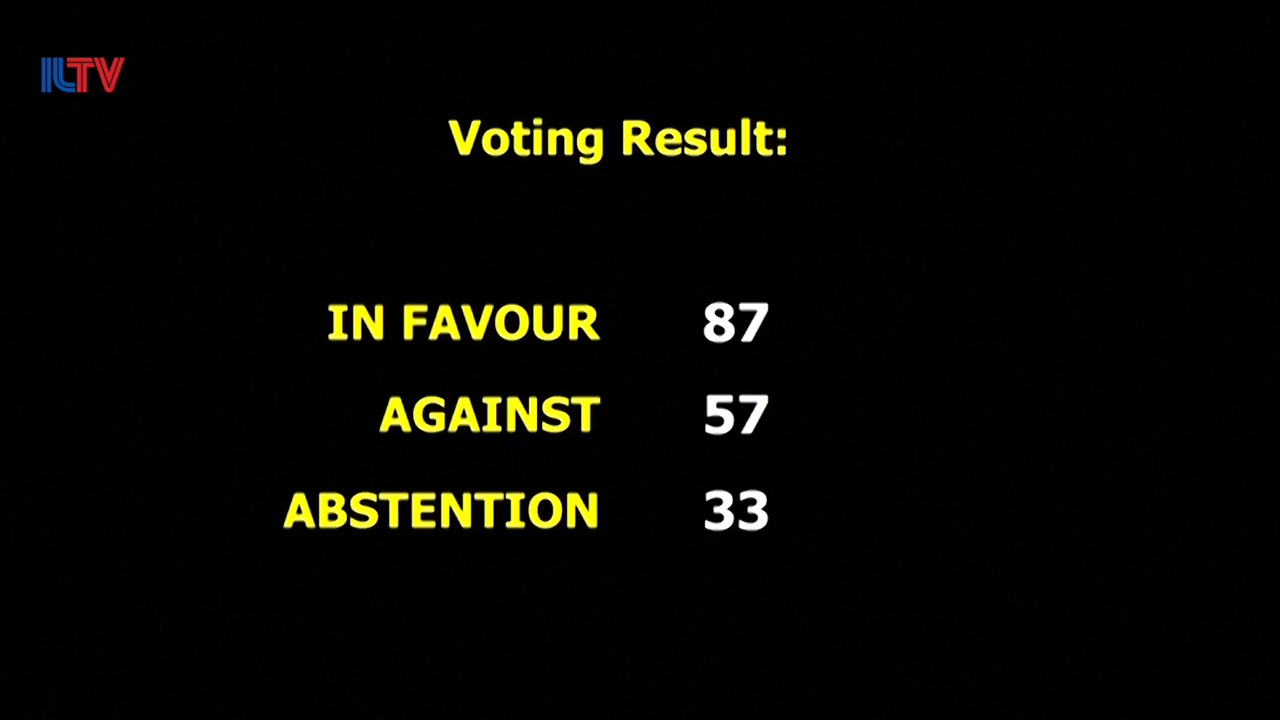 ILTV
Voting Result:
IN FAVOUR 87
AGAINST 57
ABSTENTION 33